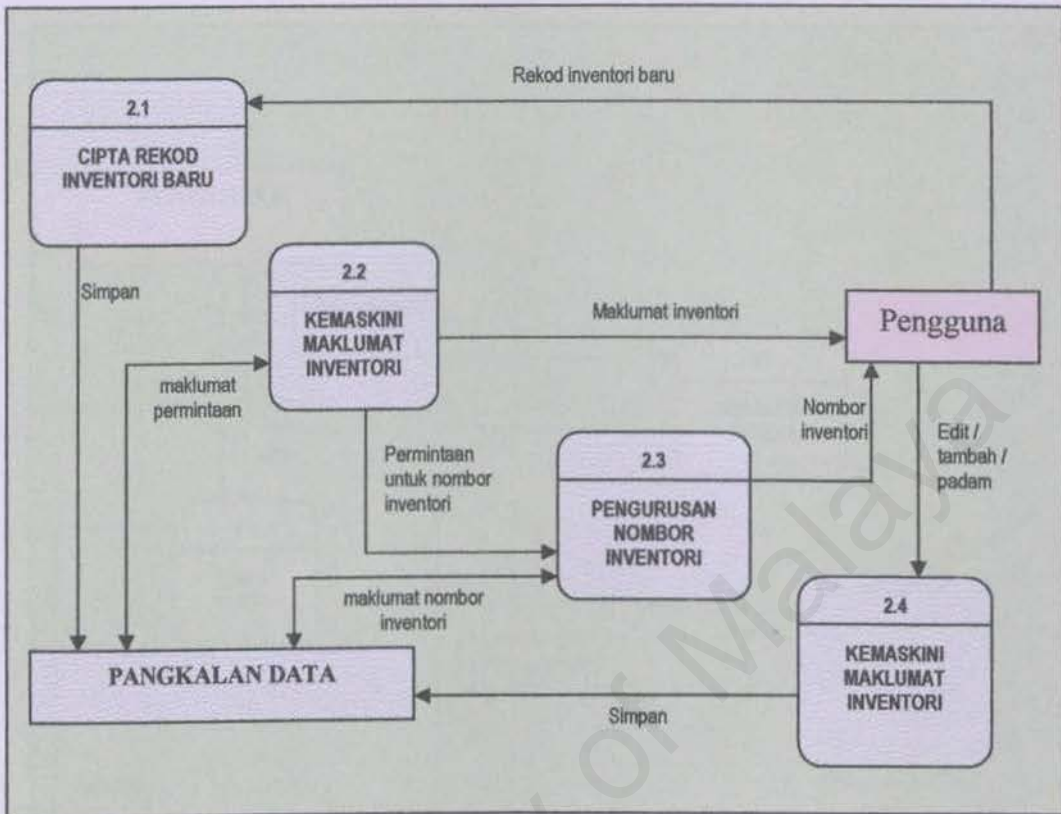 Rekod inventori baru
2.1
CIPTA REKOD
INVENTORI BARU
Simpan
2.2
KEMASKINI
MAKLUMAT
INVENTORI
Maklumat inventori
Pengguna
maklumat
permintaan
Permintaan
untuk nombor
inventori
Nombor
inventori
Edit /
tambah /
padam
2.3
PENGURUSAN
NOMBOR
INVENTORI
maklumat nombor
inventori
2.4
KEMASKINI
MAKLUMAT
INVENTORI
PANGKALAN DATA
Simpan
of Malaya